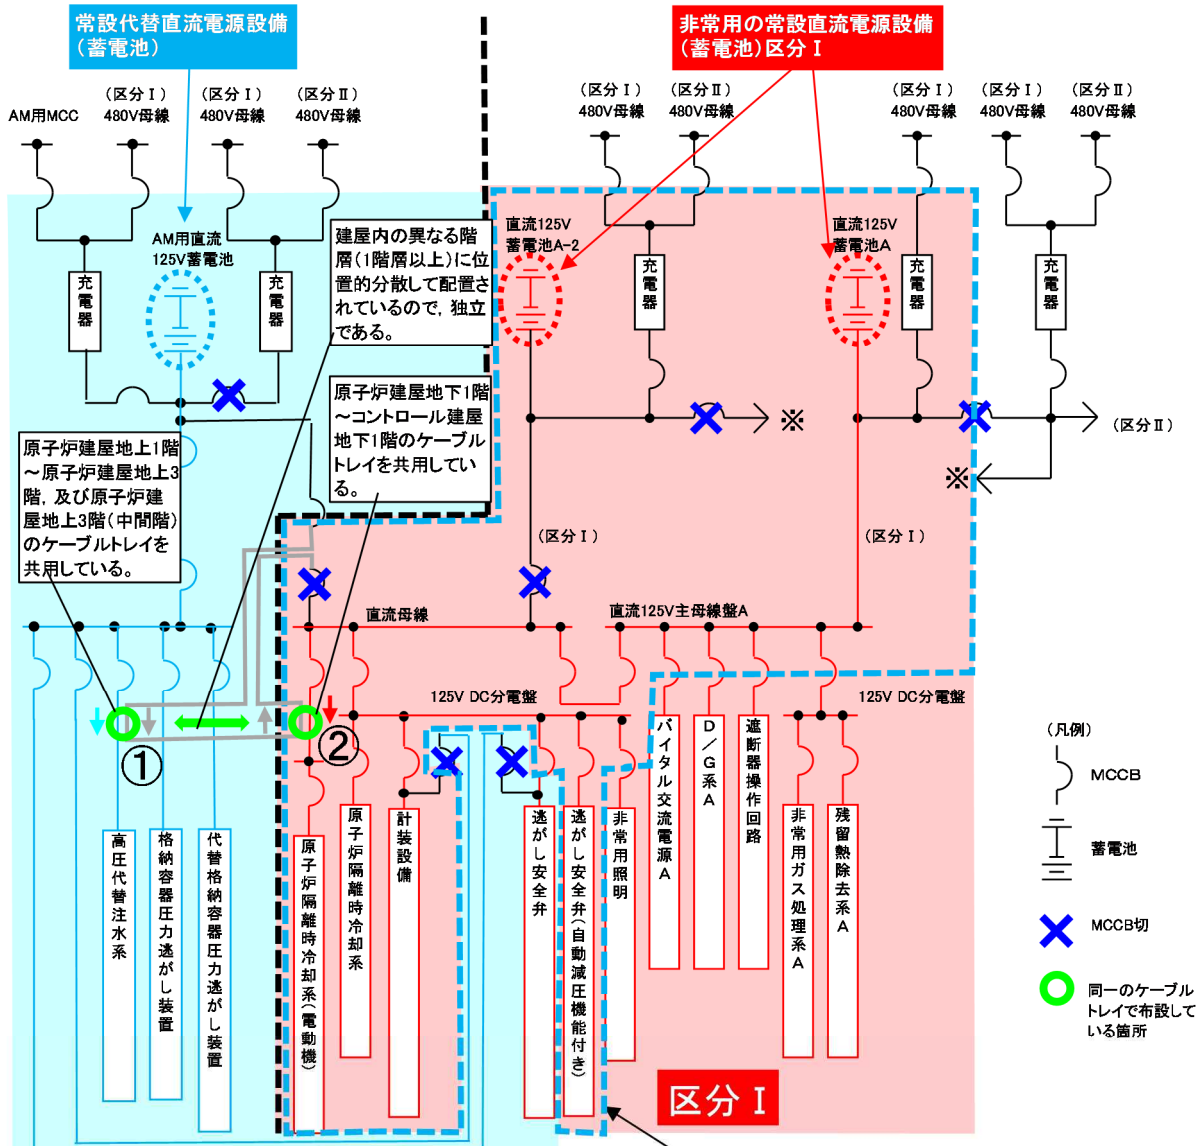 常設代替直流電源設備
(蓄電池)
非常用の常設直流電源設備
(蓄電池)区分Ⅰ
AM用MCC
(区分Ⅰ)
480V母線
(区分Ⅰ)
480V母線
(区分Ⅱ)
480V母線
(区分Ⅰ)
480V母線
(区分Ⅱ)
480V母線
(区分Ⅰ)
480V母線
(区分Ⅰ)
480V母線
(区分Ⅱ)
480V母線
AM用直流
125V蓄電池
直流125V
蓄電池A-2
直流125V
蓄電池A
充電器
充電器
充電器
充電器
充電器
建屋内の異なる階
層(1階層以上)に位
置的分散して配置さ
れているので，独立
である。
原子炉建屋地下1階
～コントロール建屋
地下1階のケーブル
トレイを共用してい
る。
原子炉建屋地上1階
～原子炉建屋地上3
階，及び原子炉建
屋地上3階(中間階)
のケーブルトレイを
共用している。
※
(区分Ⅱ)
※
(区分Ⅰ)
(区分Ⅰ)
直流母線
直流125V主母線盤A
125V DC分電盤
125V DC分電盤
①
②
高圧代替注水系
格納容器圧力逃がし装置
代替格納容器圧力逃がし装置
原子炉隔離時冷却系(電動機)
原子炉隔離時冷却系
計装設備
逃がし安全弁
逃がし安全弁(自動減圧機能付き)
非常用照明
バイタル交流電源A
D/G系A
遮断器操作回路
非常用ガス処理系A
残留熱除去系A
区分Ⅰ
(凡例)
MCCB
蓄電池
MCCB切
同一のケーブル
トレイで布設して
いる箇所